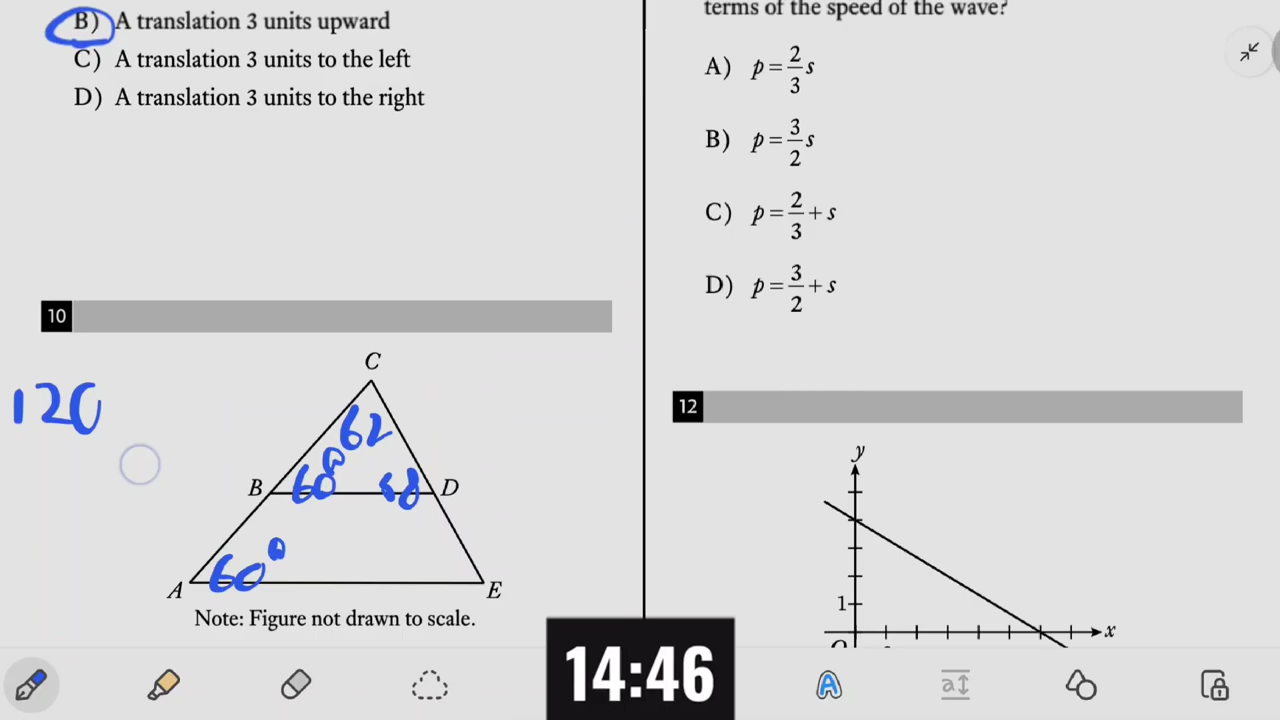 B) A translation 3 units upward
C) A translation 3 units to the left
D) A translation 3 units to the right
10
120
C
62
B
60°
58
D
60°
A
E
Note: Figure not drawn to scale.
terms of the speed of the wave?
A) p = 2/3 s
B) p = 3/2 s
C) p = 2/3 + s
D) p = 3/2 + s
12
y
1
x
O
14:46
A
a